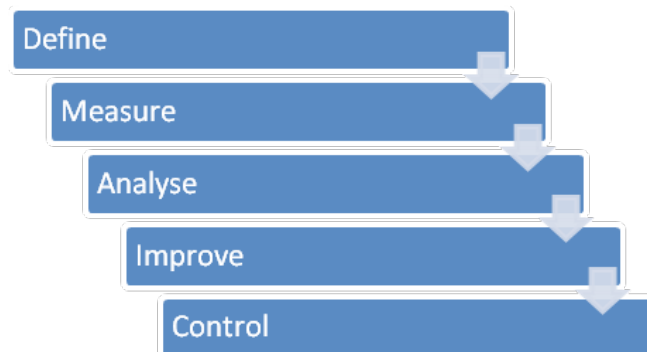 Define
Measure
Analyse
Improve
Control